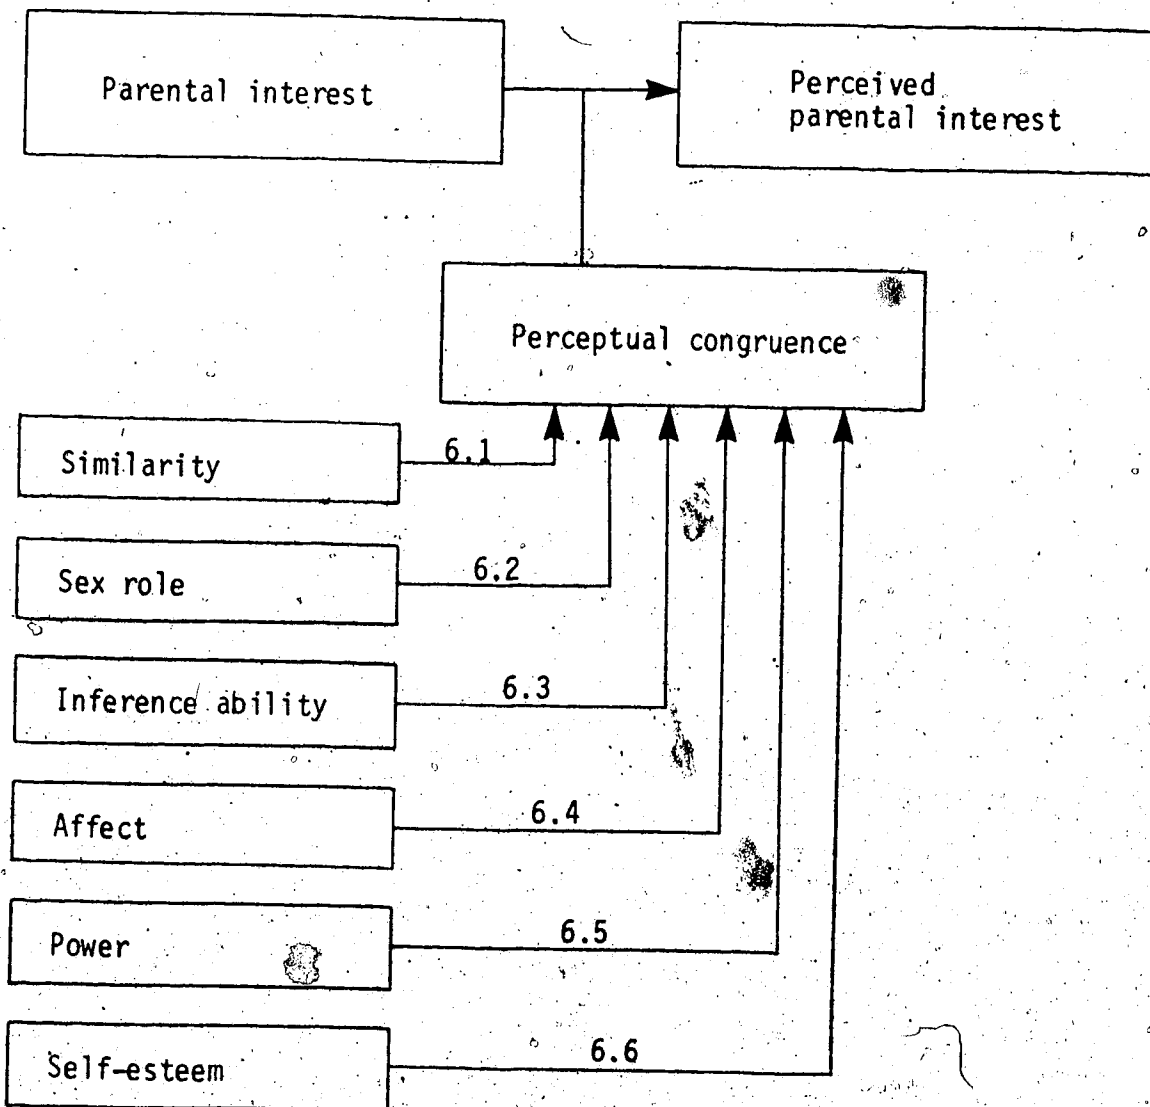 Parental interest
Perceived
parental interest
Perceptual congruence
Similarity
6.1
Sex role
6.2
Inference ability
6.3
Affect
6.4
Power
6.5
Self-esteem
6.6